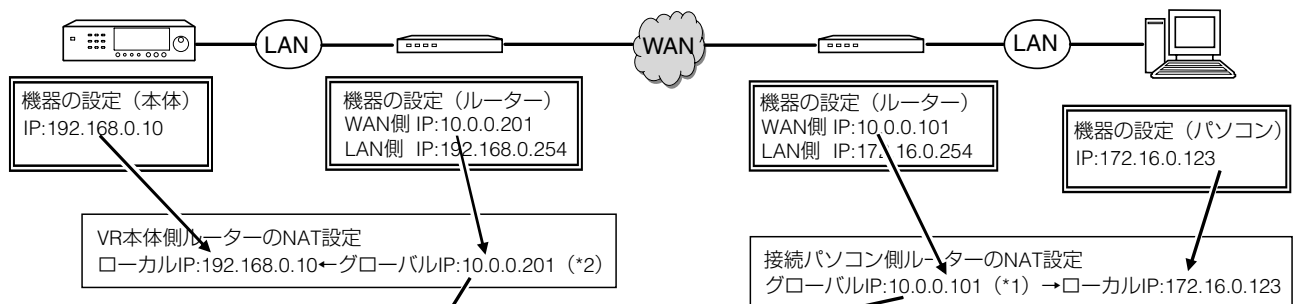 LAN
WAN
LAN
機器の設定（本体）
IP:192.168.0.10
機器の設定（ルーター）
WAN側 IP:10.0.0.201
LAN側 IP:192.168.0.254
機器の設定（ルーター）
WAN側 IP:10.0.0.101
LAN側 IP:172.16.0.254
機器の設定（パソコン）
IP:172.16.0.123
VR本体側ルーターのNAT設定
ローカルIP:192.168.0.10←グローバルIP:10.0.0.201（*2）
接続パソコン側ルーターのNAT設定
グローバルIP:10.0.0.101（*1）→ローカルIP:172.16.0.123